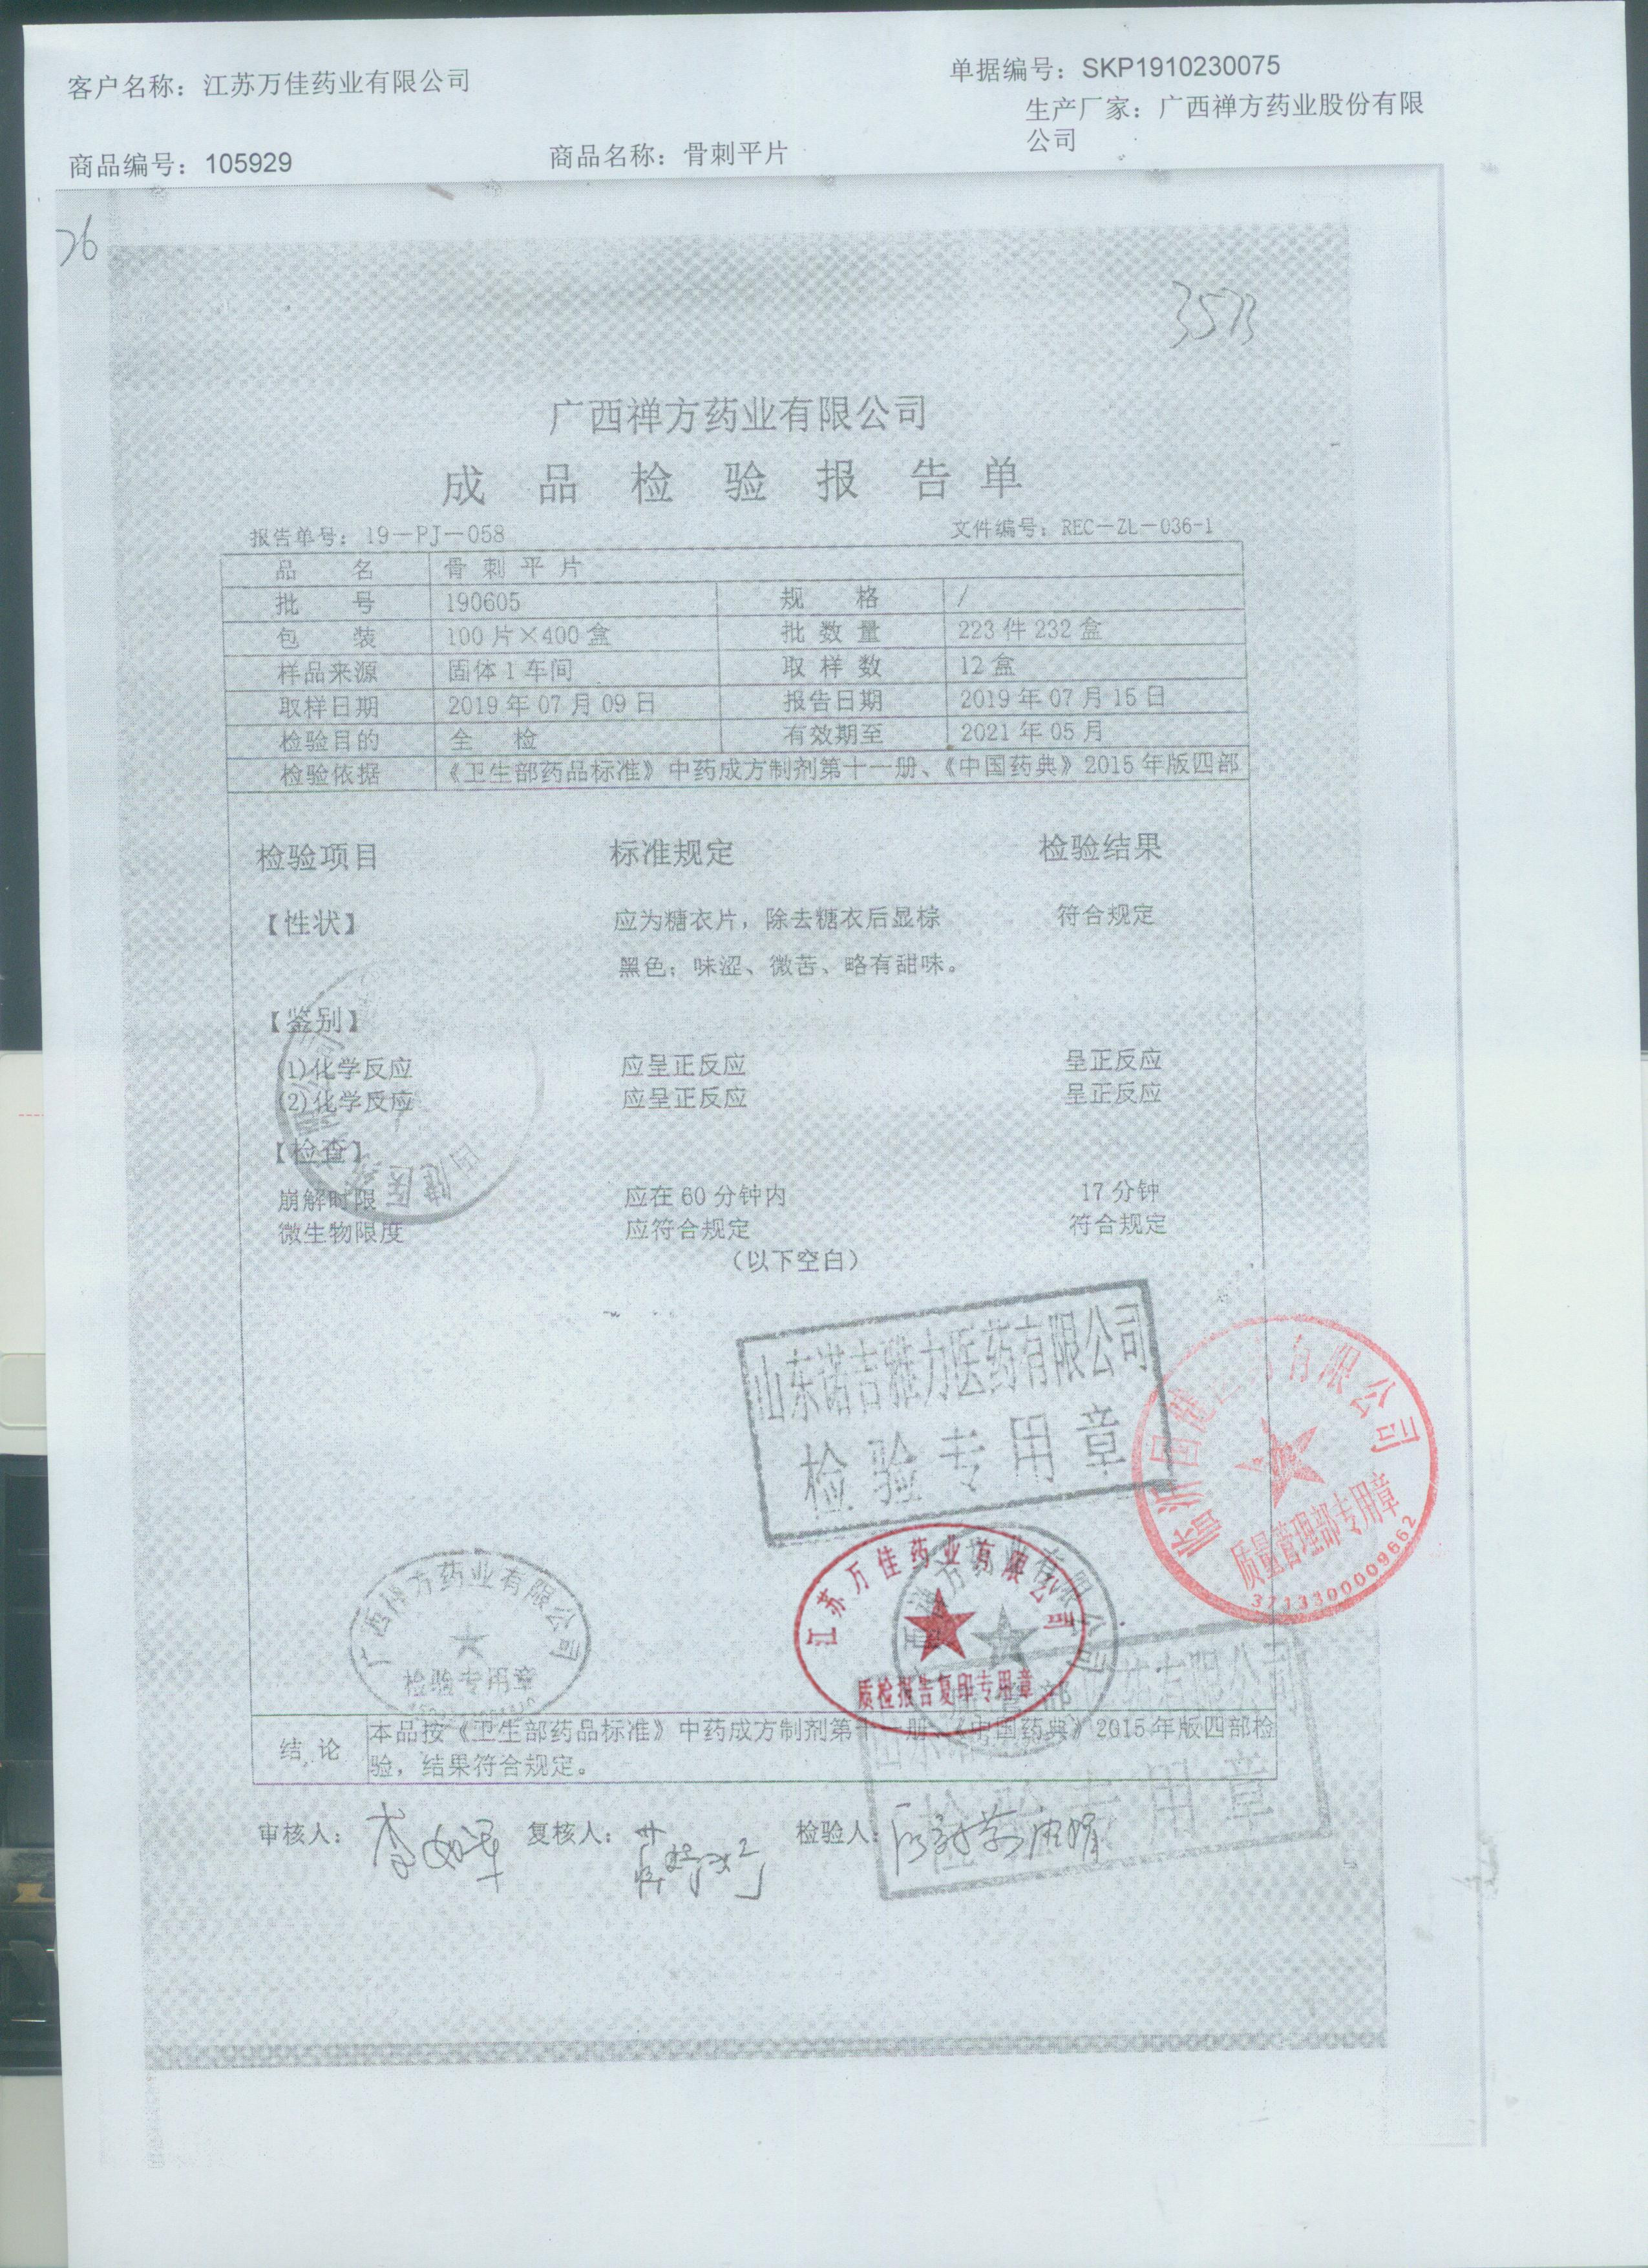 客户名称：江苏万佳药业有限公司
单据编号：SKP1910230075
生产厂家：广西禅方药业股份有限
公司
商品编号：105929
商品名称：骨刺平片
76
广西禅方药业有限公司
成品检验报告单
报告单号：19－PJ－058
文件编号：REC－ZL－036-1
品 名 骨刺平片
批 号 190605 规 格 /
包 装 100片×400盒 批数量 223件232盒
样品来源 固体1车间 取样数 12盒
取样日期 2019年07月09日 报告日期 2019年07月15日
检验目的 全 检 有效期至 2021年05月
检验依据 《卫生部药品标准》中药成方制剂第十一册、《中国药典》2015年版四部
检验项目 标准规定 检验结果
【性状】 应为糖衣片，除去糖衣后显棕 符合规定
黑色；味涩、微苦、略有甜味。
【鉴别】
(1)化学反应 应呈正反应 呈正反应
(2)化学反应 应呈正反应 呈正反应
【检查】
崩解时限 应在60分钟内 17分钟
微生物限度 应符合规定 符合规定
（以下空白）
山东诺吉雅力医药有限公司
检验专用章
临沂国健医药有限公司
质量管理部专用章
3713300009662
江苏万佳药业有限公司
质检报告复印专用章
广西禅方药业有限公司
检验专用章
结论 本品按《卫生部药品标准》中药成方制剂第十一册、《中国药典》2015年版四部检
验，结果符合规定。
审核人： 复核人： 检验人：